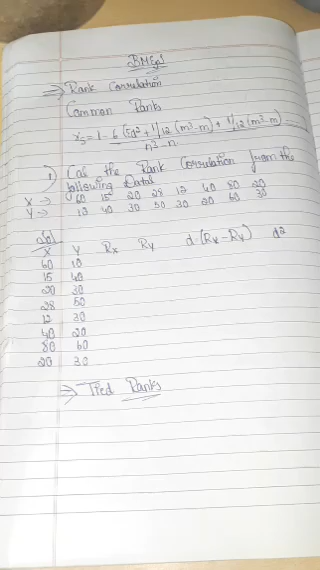 BMEGI
⇒ Rank Correlation
Common Ranks
r_s = 1 - 6 (Σd² + 1/12 (m³-m) + 1/12 (m³-m)
n³-n
1) Cal the Rank Correlation from the
following Data
X → 60 15 20 28 12 40 80 20
Y → 10 40 30 50 30 20 60 30
Sol
X Y Rx Ry d (Rx - Ry) d²
60 10
15 40
20 30
28 50
12 30
40 20
80 60
20 30
⇒ Tied Ranks